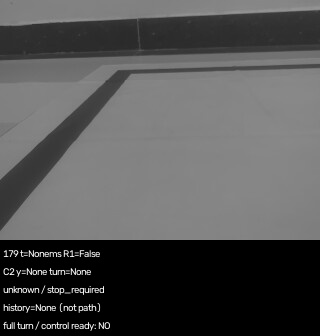 179 t=Nonems R1=False
C2 y=None turn=None
unknown / stop_required
history=None (not path)
full turn / control ready: NO